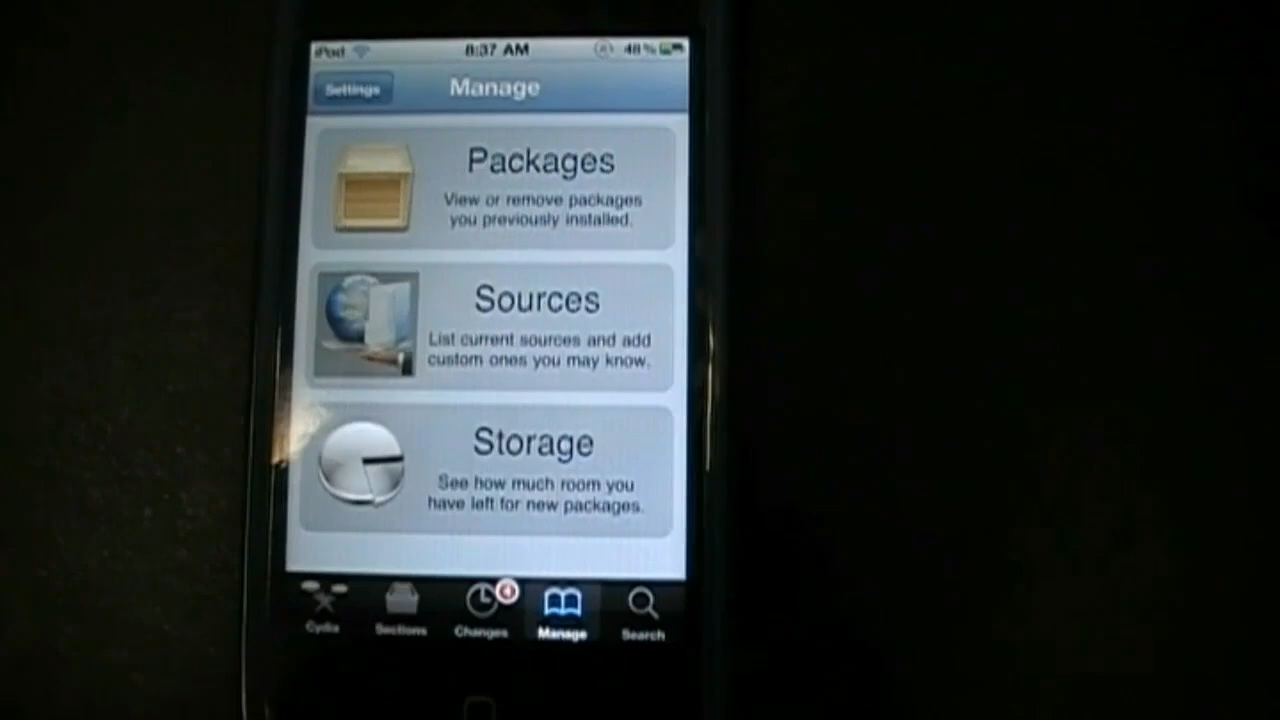 iPod 8:37 AM 48%
Settings Manage
Packages
View or remove packages
you previously installed.
Sources
List current sources and add
custom ones you may know.
Storage
See how much room you
have left for new packages.
4
Cydia Sections Changes Manage Search